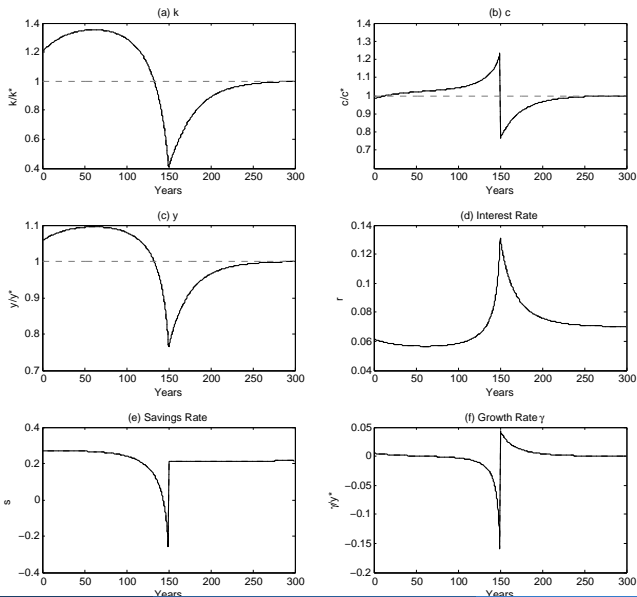 (a) k
1.4
1.2
1
0.8
0.6
0.4
k/k*
0 50 100 150 200 250 300
Years
(b) c
1.4
1.3
1.2
1.1
1
0.9
0.8
0.7
c/c*
0 50 100 150 200 250 300
Years
(c) y
1.1
1
0.9
0.8
0.7
y/y*
0 50 100 150 200 250 300
Years
(d) Interest Rate
0.14
0.12
0.1
0.08
0.06
0.04
r
0 50 100 150 200 250 300
Years
(e) Savings Rate
0.4
0.2
0
−0.2
−0.4
s
0 50 100 150 200 250 300
Years
(f) Growth Rate γ
0.05
0
−0.05
−0.1
−0.15
−0.2
γ/y*
0 50 100 150 200 250 300
Years